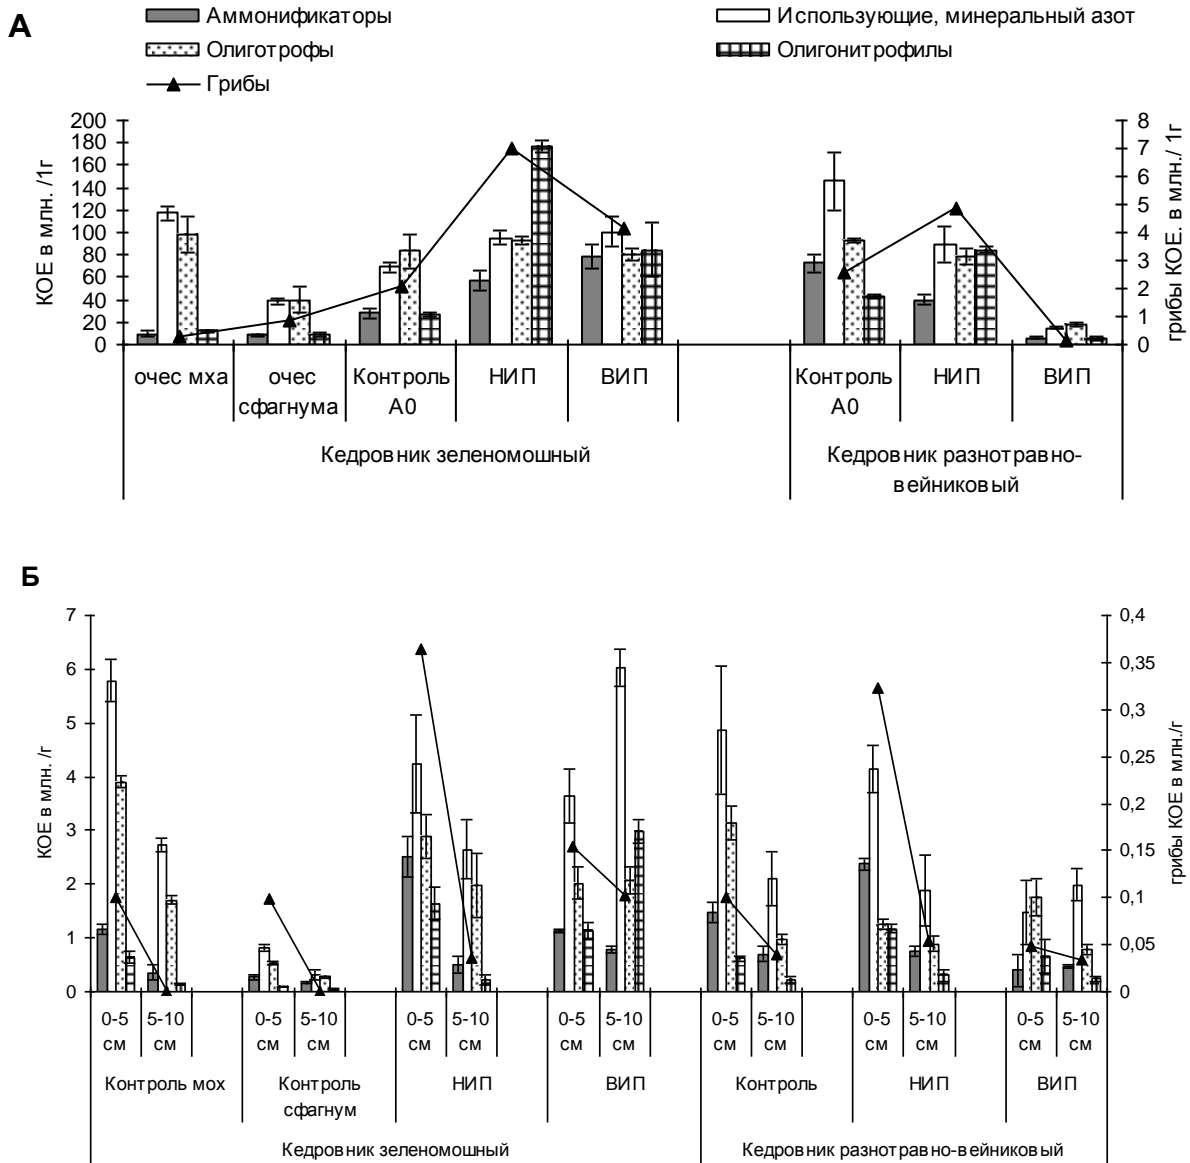 А
Аммонификаторы
Использующие, минеральный азот
Олиготрофы
Олигонитрофилы
Грибы
КОЕ в млн. /1г
200
180
160
140
120
100
80
60
40
20
0
8
7
6
5
4
3
2
1
0
грибы КОЕ. в млн./ 1г
очес мха
очес
сфагнума
Контроль
А0
НИП
ВИП
Контроль
А0
НИП
ВИП
Кедровник зеленомошный
Кедровник разнотравно-
вейниковый
Б
КОЕ в млн. /г
7
6
5
4
3
2
1
0
0,4
0,35
0,3
0,25
0,2
0,15
0,1
0,05
0
грибы КОЕ в млн./г
0-5
см
5-10
см
0-5
см
5-10
см
0-5
см
5-10
см
0-5
см
5-10
см
0-5
см
5-10
см
0-5
см
5-10
см
0-5
см
5-10
см
Контроль мох
Контроль
сфагнум
НИП
ВИП
Контроль
НИП
ВИП
Кедровник зеленомошный
Кедровник разнотравно-вейниковый